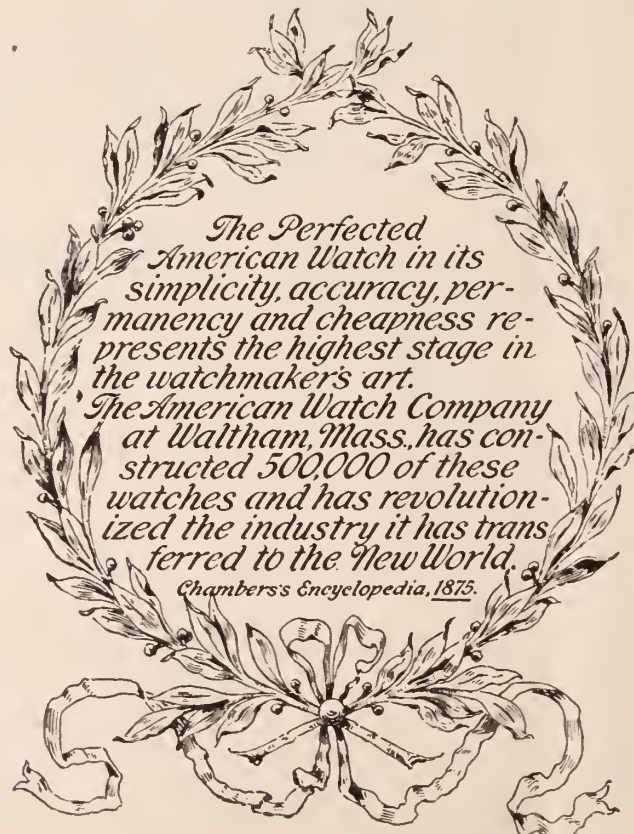 The Perfected
American Watch in its
simplicity, accuracy, per-
manency and cheapness re-
presents the highest stage in
the watchmaker's art.
The American Watch Company
at Waltham, Mass., has con-
structed 500,000 of these
watches and has revolution-
ized the industry it has trans
ferred to the New World.
Chambers's Encyclopedia, 1875.